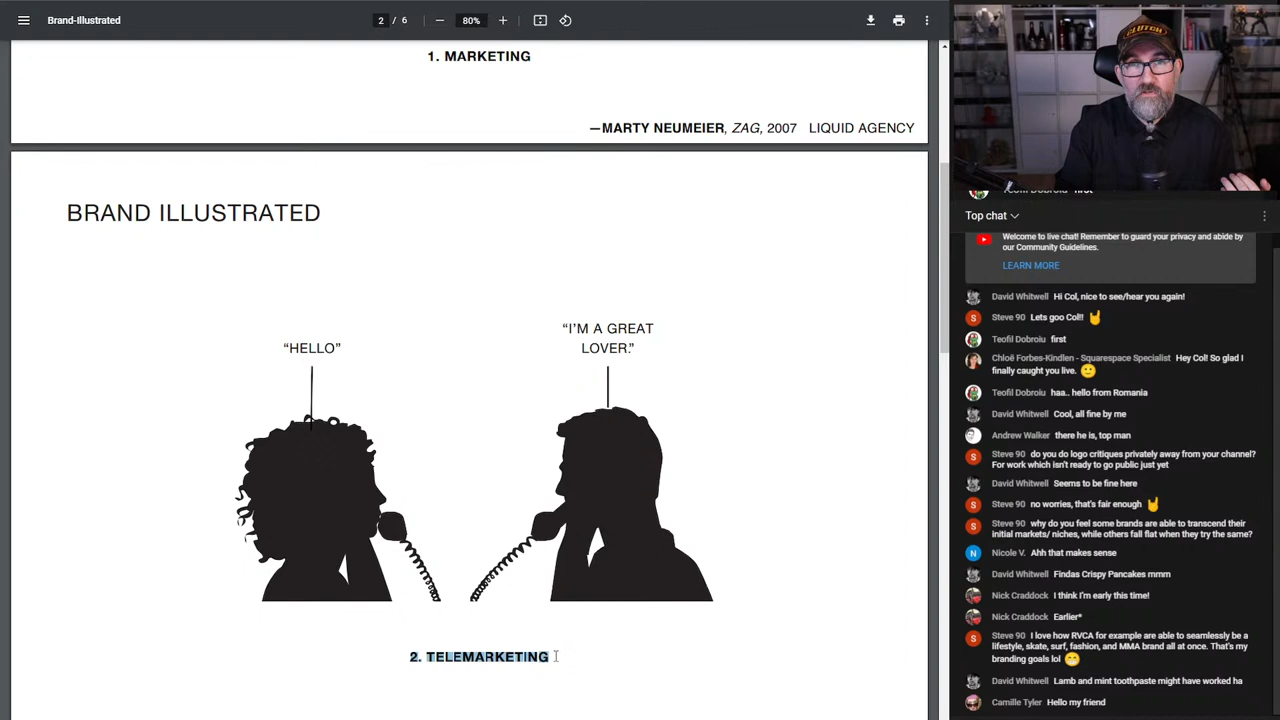 Brand-Illustrated
2 / 6
80%
1. MARKETING
—MARTY NEUMEIER, ZAG, 2007 LIQUID AGENCY
BRAND ILLUSTRATED
“HELLO”
“I’M A GREAT
LOVER.”
2. TELEMARKETING
CLUTCH
Teofil Dobroiu first
Top chat
Welcome to live chat! Remember to guard your privacy and abide by
our Community Guidelines.
LEARN MORE
David Whitwell Hi Col, nice to see/hear you again!
S Steve 90 Lets goo Col!! 🤘
Teofil Dobroiu first
Chloë Forbes-Kindlen - Squarespace Specialist Hey Col! So glad I
finally caught you live. 🙂
Teofil Dobroiu haa.. hello from Romania
David Whitwell Cool, all fine by me
Andrew Walker there he is, top man
S Steve 90 do you do logo critiques privately away from your channel?
For work which isn't ready to go public just yet
David Whitwell Seems to be fine here
S Steve 90 no worries, that's fair enough 🤘
S Steve 90 why do you feel some brands are able to transcend their
initial markets/ niches, while others fall flat when they try the same?
N Nicole V. Ahh that makes sense
David Whitwell Findas Crispy Pancakes mmm
Nick Craddock I think I'm early this time!
Nick Craddock Earlier*
S Steve 90 I love how RVCA for example are able to seamlessly be a
lifestyle, skate, surf, fashion, and MMA brand all at once. That's my
branding goals lol 😁
David Whitwell Lamb and mint toothpaste might have worked ha
Camille Tyler Hello my friend